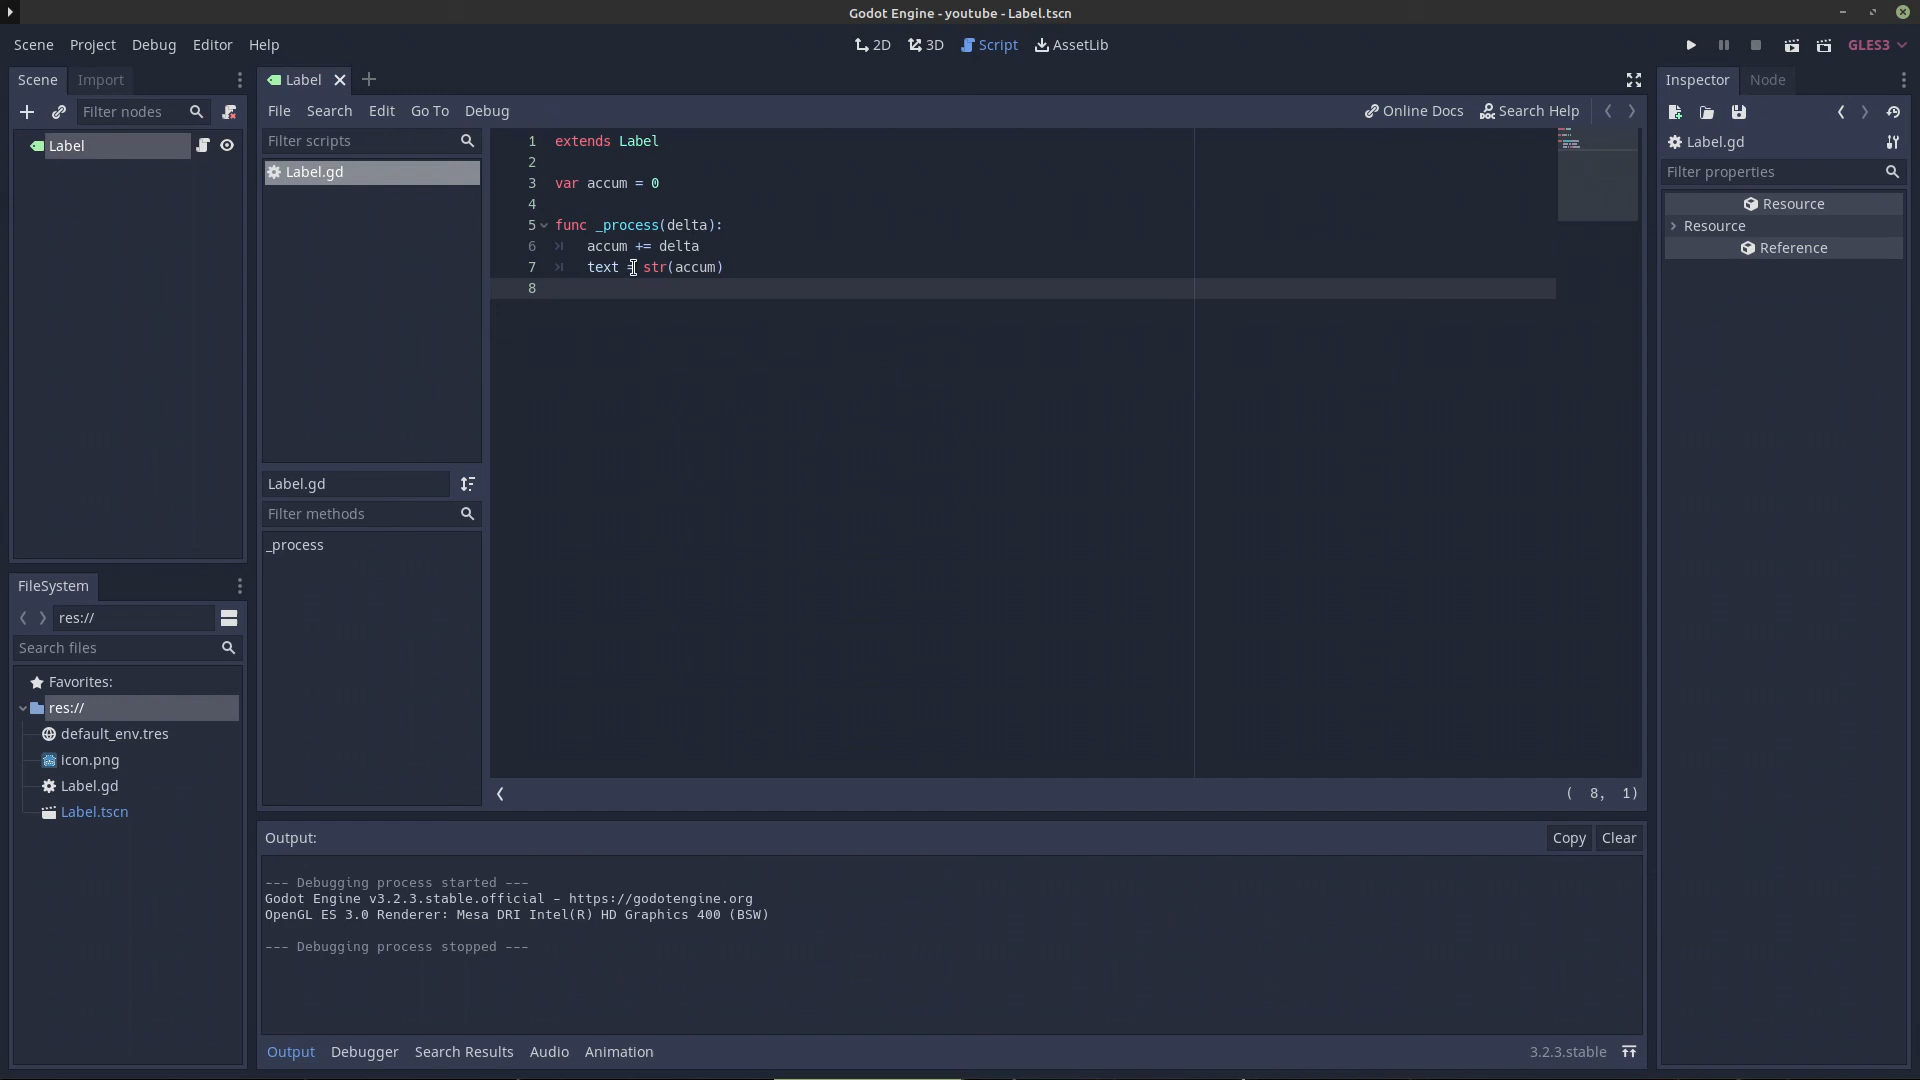 Godot Engine - youtube - Label.tscn
Scene Project Debug Editor Help
2D 3D Script AssetLib
GLES3
Scene Import
Filter nodes
Label
Label
File Search Edit Go To Debug
Online Docs Search Help
Filter scripts
Label.gd
Label.gd
Filter methods
_process
1 extends Label
2
3 var accum = 0
4
5 func _process(delta):
6 accum += delta
7 text = str(accum)
8
( 8, 1)
FileSystem
res://
Search files
Favorites:
res://
default_env.tres
icon.png
Label.gd
Label.tscn
Output:
Copy Clear
--- Debugging process started ---
Godot Engine v3.2.3.stable.official - https://godotengine.org
OpenGL ES 3.0 Renderer: Mesa DRI Intel(R) HD Graphics 400 (BSW)
--- Debugging process stopped ---
Output Debugger Search Results Audio Animation
3.2.3.stable
Inspector Node
Label.gd
Filter properties
Resource
Resource
Reference